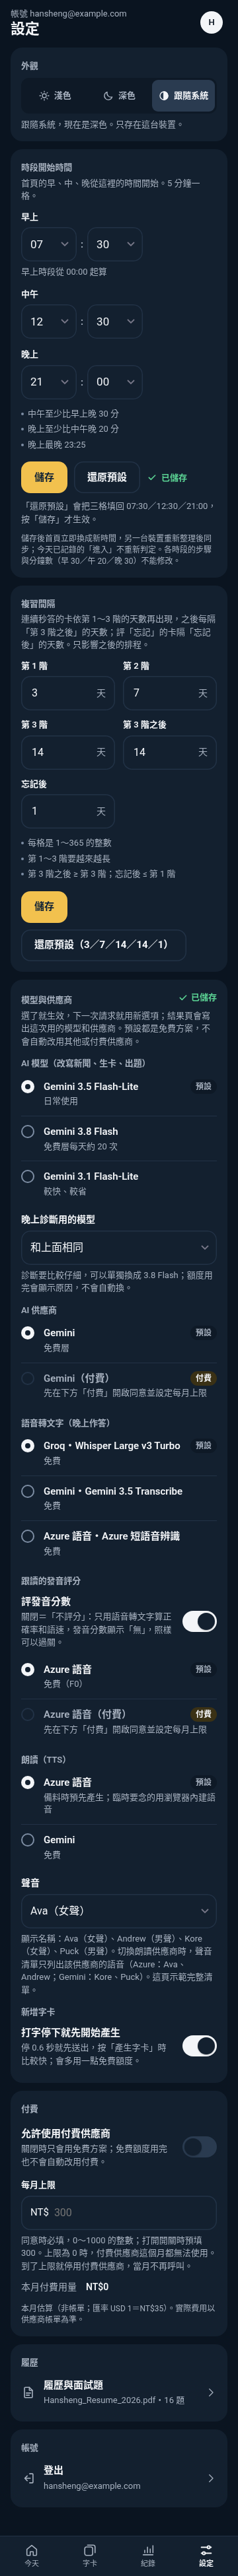 帳號 hansheng@example.com
設定
H
外觀
淺色
深色
跟隨系統
跟隨系統，現在是深色。只存在這台裝置。
時段開始時間
首頁的早、中、晚從這裡的時間開始。5 分鐘一
格。
早上
07 : 30
早上時段從 00:00 起算
中午
12 : 30
晚上
21 : 00
• 中午至少比早上晚 30 分
• 晚上至少比中午晚 20 分
• 晚上最晚 23:25
儲存
還原預設
已儲存
「還原預設」會把三格填回 07:30／12:30／21:00，
按「儲存」才生效。
儲存後首頁立即換成新時間，另一台裝置重新整理後同
步；今天已記錄的「進入」不重新判定。各時段的步驟
與分鐘數（早 30／午 20／晚 30）不能修改。
複習間隔
連續秒答的卡依第 1～3 階的天數再出現，之後每隔
「第 3 階之後」的天數；評「忘記」的卡隔「忘記
後」的天數。只影響之後的排程。
第 1 階
第 2 階
3 天
7 天
第 3 階
第 3 階之後
14 天
14 天
忘記後
1 天
• 每格是 1～365 的整數
• 第 1～3 階要越來越長
• 第 3 階之後 ≥ 第 3 階；忘記後 ≤ 第 1 階
儲存
還原預設（3／7／14／14／1）
模型與供應商
已儲存
選了就生效，下一次請求就用新選項；結果頁會寫
出這次用的模型和供應商。預設都是免費方案，不
會自動改用其他或付費供應商。
AI 模型（改寫新聞、生卡、出題）
Gemini 3.5 Flash-Lite
預設
日常使用
Gemini 3.8 Flash
免費層每天約 20 次
Gemini 3.1 Flash-Lite
較快、較省
晚上診斷用的模型
和上面相同
診斷要比較仔細，可以單獨換成 3.8 Flash；額度用
完會顯示原因，不會自動換。
AI 供應商
Gemini
預設
免費層
Gemini（付費）
付費
先在下方「付費」開啟同意並設定每月上限
語音轉文字（晚上作答）
Groq・Whisper Large v3 Turbo
預設
免費
Gemini・Gemini 3.5 Transcribe
免費
Azure 語音・Azure 短語音辨識
免費
跟讀的發音評分
評發音分數
關閉＝「不評分」：只用語音轉文字算正
確率和語速，發音分數顯示「無」，照樣
可以過關。
Azure 語音
預設
免費（F0）
Azure 語音（付費）
付費
先在下方「付費」開啟同意並設定每月上限
朗讀（TTS）
Azure 語音
預設
備料時預先產生；臨時要念的用瀏覽器內建語
音
Gemini
免費
聲音
Ava（女聲）
顯示名稱：Ava（女聲）、Andrew（男聲）、Kore
（女聲）、Puck（男聲）。切換朗讀供應商時，聲音
清單只列出該供應商的語音（Azure：Ava、
Andrew；Gemini：Kore、Puck）。這頁示範完整清
單。
新增字卡
打字停下就先開始產生
停 0.6 秒就先送出，按「產生字卡」時
比較快；會多用一點免費額度。
付費
允許使用付費供應商
關閉時只會用免費方案；免費額度用完
也不會自動改用付費。
每月上限
NT$ 300
同意時必填，0～1000 的整數；打開開關時預填
300。上限為 0 時，付費供應商這個月都無法使用。
到了上限就停用付費供應商，當月不再呼叫。
本月付費用量 NT$0
本月估算（非帳單；匯率 USD 1＝NT$35）。實際費用以
供應商帳單為準。
履歷
履歷與面試題
Hansheng_Resume_2026.pdf・16 題
帳號
登出
hansheng@example.com
今天
字卡
紀錄
設定